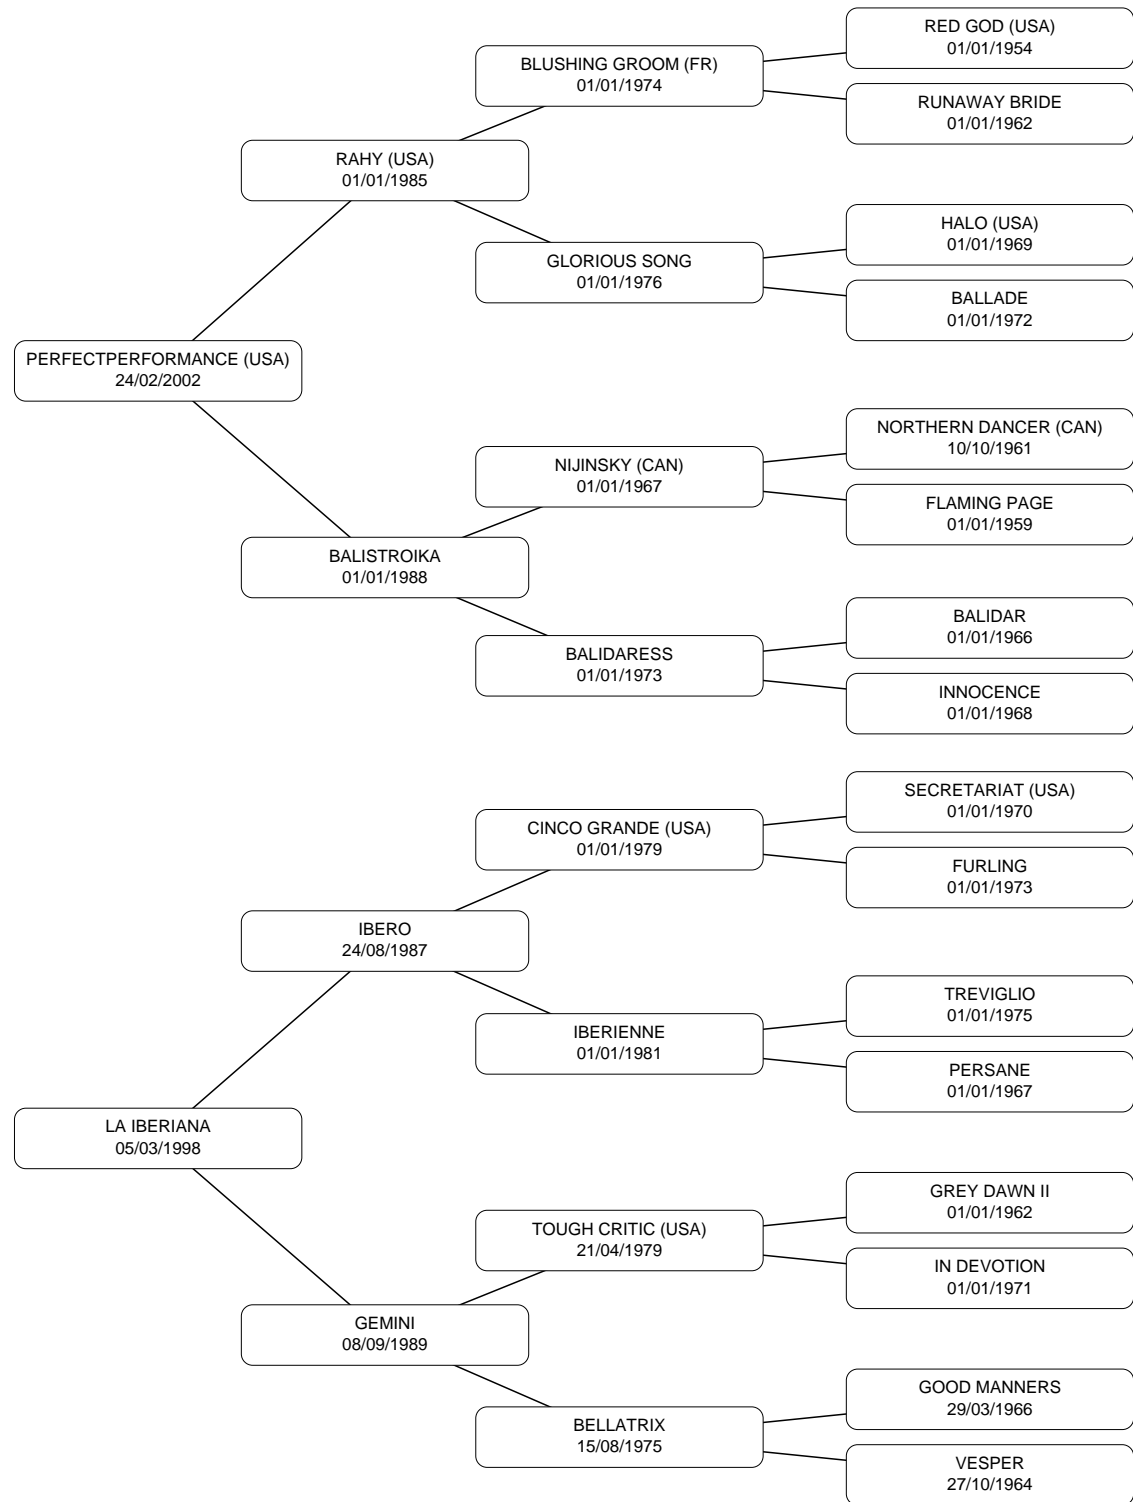 RED GOD (USA)
01/01/1954
BLUSHING GROOM (FR)
01/01/1974
RUNAWAY BRIDE
01/01/1962
RAHY (USA)
01/01/1985
HALO (USA)
01/01/1969
GLORIOUS SONG
01/01/1976
BALLADE
01/01/1972
PERFECTPERFORMANCE (USA)
24/02/2002
NORTHERN DANCER (CAN)
10/10/1961
NIJINSKY (CAN)
01/01/1967
FLAMING PAGE
01/01/1959
BALISTROIKA
01/01/1988
BALIDAR
01/01/1966
BALIDARESS
01/01/1973
INNOCENCE
01/01/1968
SECRETARIAT (USA)
01/01/1970
CINCO GRANDE (USA)
01/01/1979
FURLING
01/01/1973
IBERO
24/08/1987
TREVIGLIO
01/01/1975
IBERIENNE
01/01/1981
PERSANE
01/01/1967
LA IBERIANA
05/03/1998
GREY DAWN II
01/01/1962
TOUGH CRITIC (USA)
21/04/1979
IN DEVOTION
01/01/1971
GEMINI
08/09/1989
GOOD MANNERS
29/03/1966
BELLATRIX
15/08/1975
VESPER
27/10/1964